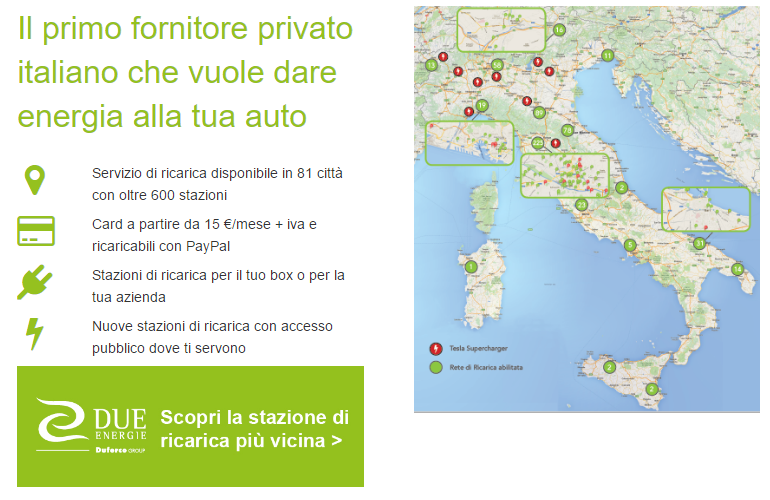 Il primo fornitore privato
italiano che vuole dare
energia alla tua auto
Servizio di ricarica disponibile in 81 città
con oltre 600 stazioni
Card a partire da 15 €/mese + iva e
ricaricabili con PayPal
Stazioni di ricarica per il tuo box o per la
tua azienda
Nuove stazioni di ricarica con accesso
pubblico dove ti servono
DUE
ENERGIE
Duferco GROUP
Scopri la stazione di
ricarica più vicina >
16
11
13
58
19
89
78
225
2
23
5
31
14
1
2
2
Tesla Supercharger
Rete di Ricarica abilitata